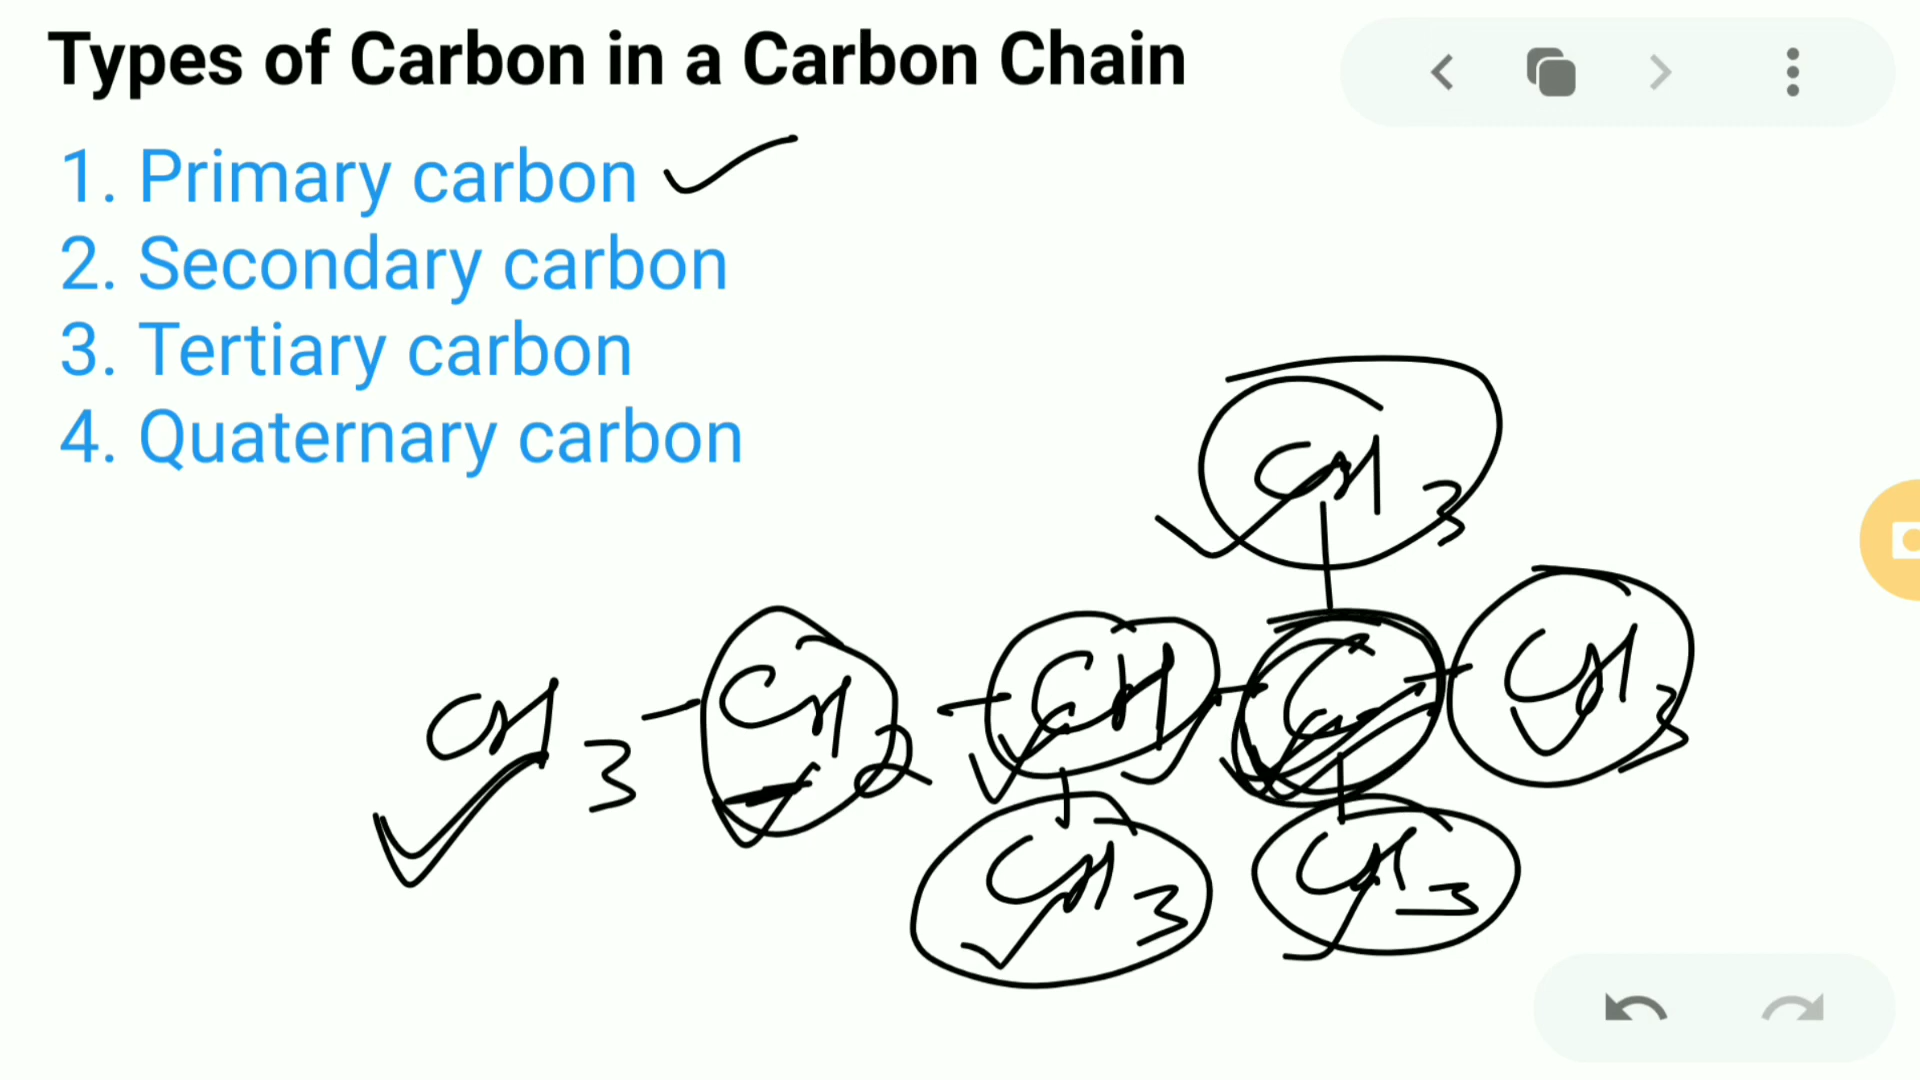 Types of Carbon in a Carbon Chain
1. Primary carbon
2. Secondary carbon
3. Tertiary carbon
4. Quaternary carbon
CH3
CH3 - CH2 - CH - C - CH3
CH3 CH3